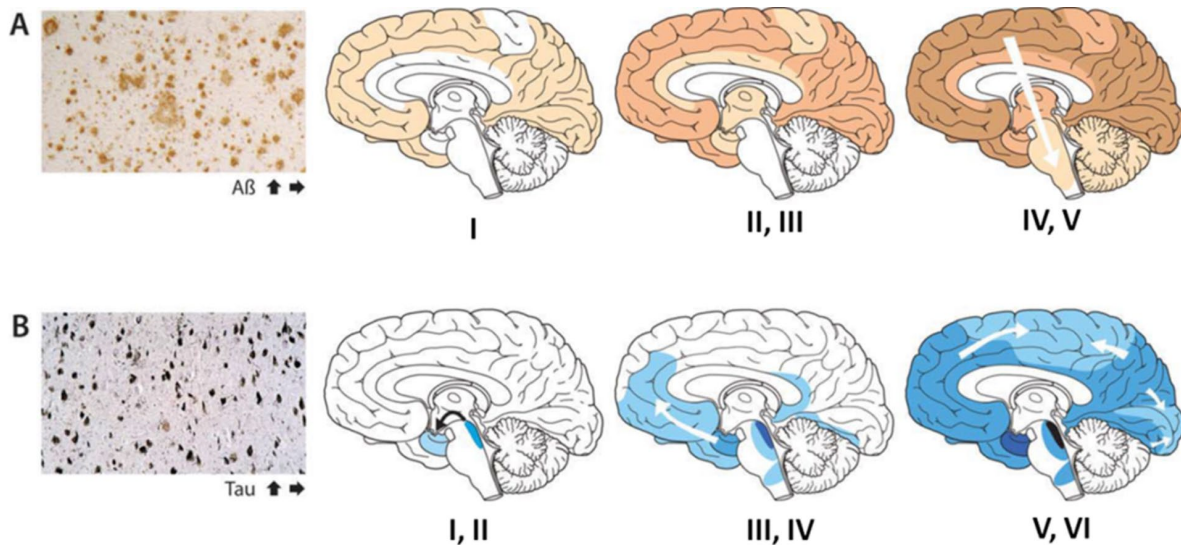 A
Aß
I
II, III
IV, V
B
Tau
I, II
III, IV
V, VI